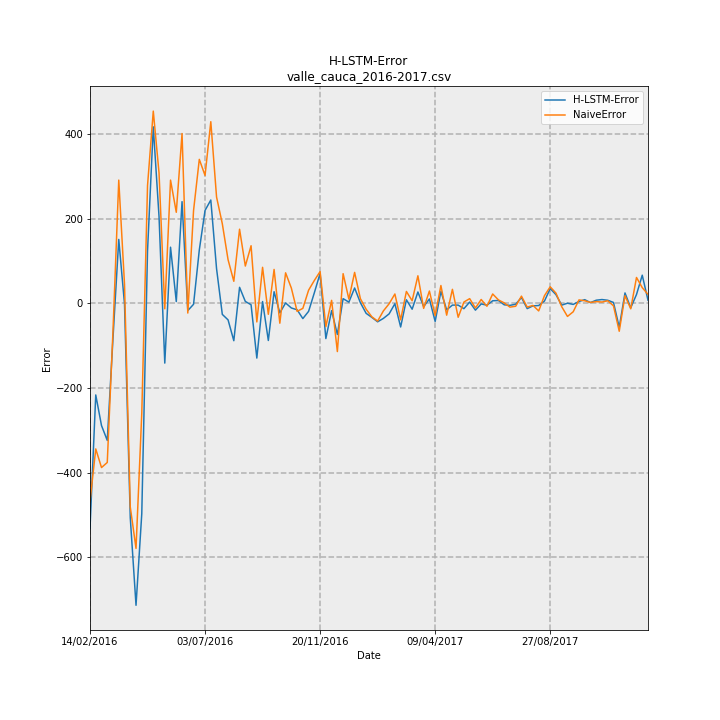 H-LSTM-Error
valle_cauca_2016-2017.csv
H-LSTM-Error
NaiveError
Error
400
200
0
−200
−400
−600
14/02/2016
03/07/2016
20/11/2016
09/04/2017
27/08/2017
Date